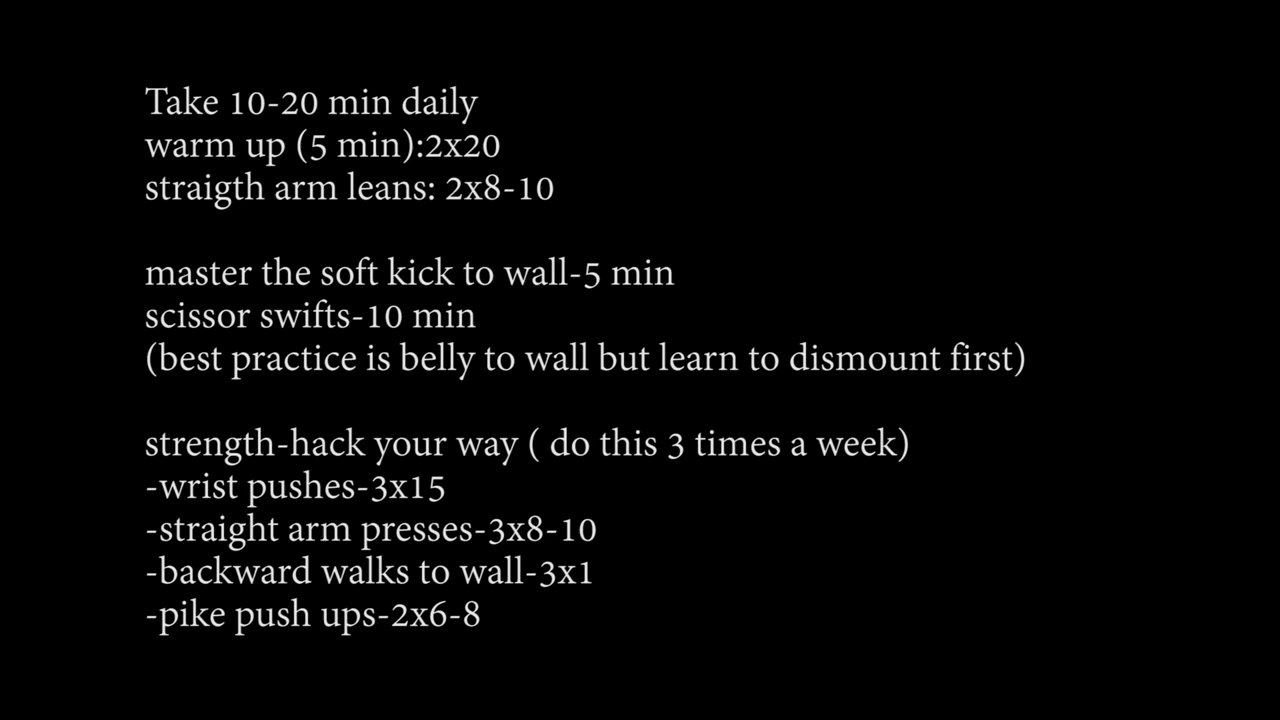 Take 10-20 min daily
warm up (5 min):2x20
straigth arm leans: 2x8-10
master the soft kick to wall-5 min
scissor swifts-10 min
(best practice is belly to wall but learn to dismount first)
strength-hack your way ( do this 3 times a week)
-wrist pushes-3x15
-straight arm presses-3x8-10
-backward walks to wall-3x1
-pike push ups-2x6-8